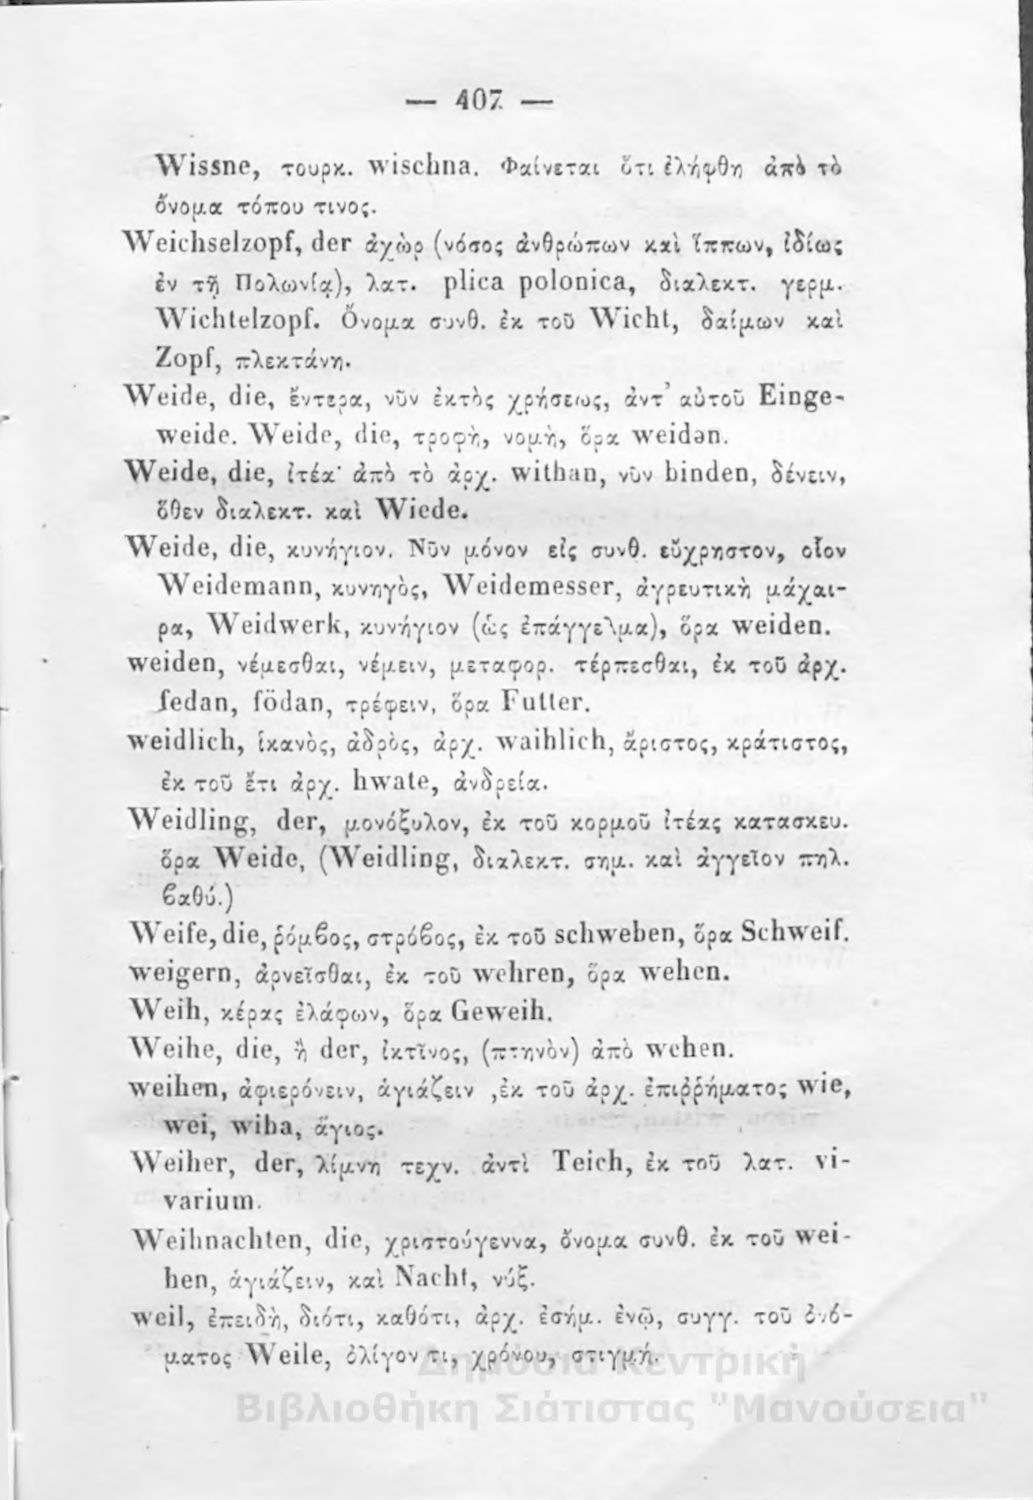 — 407 —
Wissne, τουρκ. wischna. Φαίνεται ὅτι ἐλήφθη ἀπὸ τὸ
ὄνομα τόπου τινος.
Weichselzopf, der ἀχὼρ (νόσος ἀνθρώπων καὶ ἵππων, ἰδίως
ἐν τῇ Πολωνίᾳ), λατ. plica polonica, διαλεκτ. γερμ.
Wichtelzopf. Ὄνομα συνθ. ἐκ τοῦ Wicht, δαίμων καὶ
Zopf, πλεκτάνη.
Weide, die, ἔντερα, νῦν ἐκτὸς χρήσεως, ἀντ’ αὐτοῦ Einge-
weide. Weide, die, τροφὴ, νομὴ, ὅρα weiden.
Weide, die, ἰτέα· ἀπὸ τὸ ἀρχ. withan, νῦν binden, δένειν,
ὅθεν διαλεκτ. καὶ Wiede.
Weide, die, κυνήγιον. Νῦν μόνον εἰς συνθ. εὔχρηστον, οἷον
Weidemann, κυνηγὸς, Weidemesser, ἀγρευτικὴ μάχαι-
ρα, Weidwerk, κυνήγιον (ὡς ἐπάγγελμα), ὅρα weiden.
weiden, νέμεσθαι, νέμειν, μεταφορ. τέρπεσθαι, ἐκ τοῦ ἀρχ.
fedan, födan, τρέφειν, ὅρα Futter.
weidlich, ἱκανὸς, ἁδρὸς, ἀρχ. waihlich, ἄριστος, κράτιστος,
ἐκ τοῦ ἔτι ἀρχ. hwate, ἀνδρεία.
Weidling, der, μονόξυλον, ἐκ τοῦ κορμοῦ ἰτέας κατασκευ.
ὅρα Weide, (Weidling, διαλεκτ. σημ. καὶ ἀγγεῖον πηλ.
βαθύ.)
Weife, die, ῥόμβος, στρόβος, ἐκ τοῦ schweben, ὅρα Schweif.
weigern, ἀρνεῖσθαι, ἐκ τοῦ wehren, ὅρα wehen.
Weih, κέρας ἐλάφων, ὅρα Geweih.
Weihe, die, ἢ der, ἰκτῖνος, (πτηνὸν) ἀπὸ wehen.
weihen, ἀφιερόνειν, ἁγιάζειν ,ἐκ τοῦ ἀρχ. ἐπιῤῥήματος wie,
wei, wiha, ἅγιος.
Weiher, der, λίμνη τεχν. ἀντὶ Teich, ἐκ τοῦ λατ. vi-
varium.
Weihnachten, die, χριστούγεννα, ὄνομα συνθ. ἐκ τοῦ wei-
hen, ἁγιάζειν, καὶ Nacht, νύξ.
weil, ἐπειδὴ, διότι, καθότι, ἀρχ. ἐσήμ. ἐνῷ, συγγ. τοῦ ὀνό-
ματος Weile, ὀλίγον τι, χρόνου, στιγμή.
Δημόσια Κεντρική
Βιβλιοθήκη Σιάτιστας "Μανούσεια"